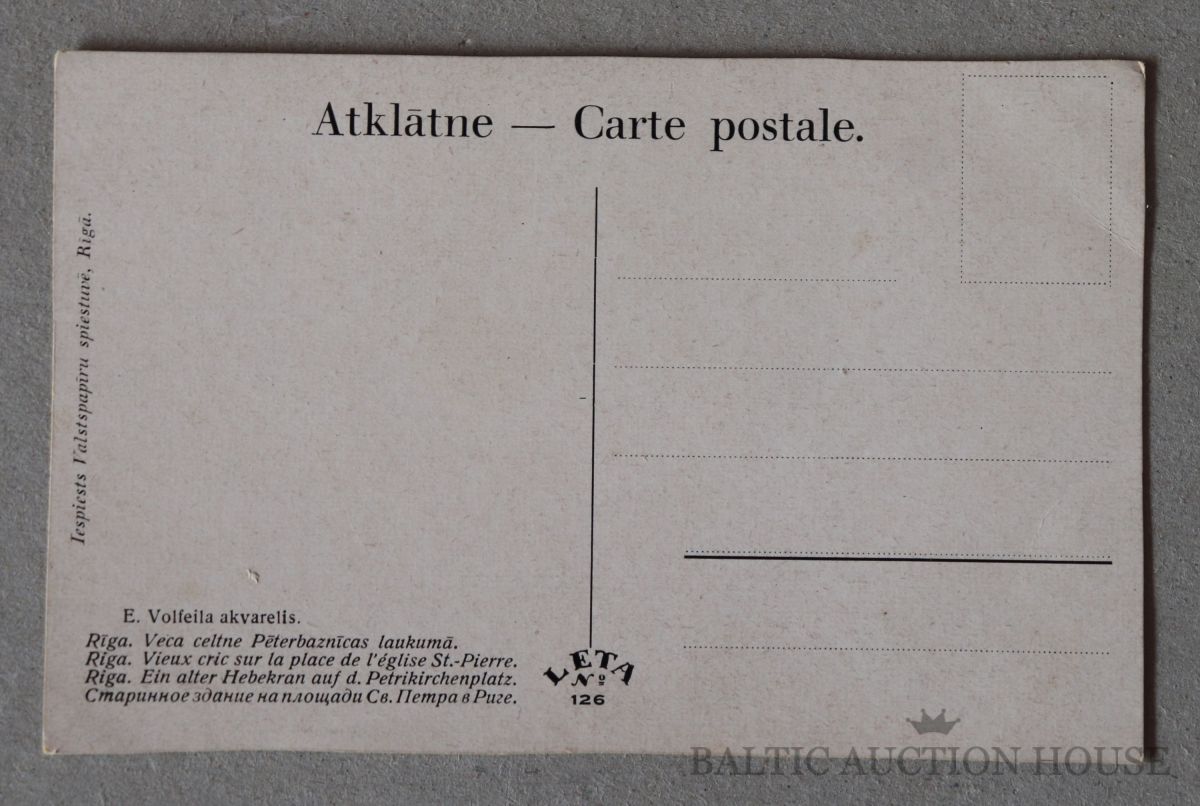 Atklātne — Carte postale.
Iespiests Valstspapīru spiestuvē, Rīgā.
E. Volfeila akvarelis.
Rīga. Veca celtne Pēterbaznīcas laukumā.
Riga. Vieux cric sur la place de l'église St.-Pierre.
Riga. Ein alter Hebekran auf d. Petrikirchenplatz.
Старинное здание на площади Св. Петра в Риге.
LETA
№
126
BALTIC AUCTION HOUSE